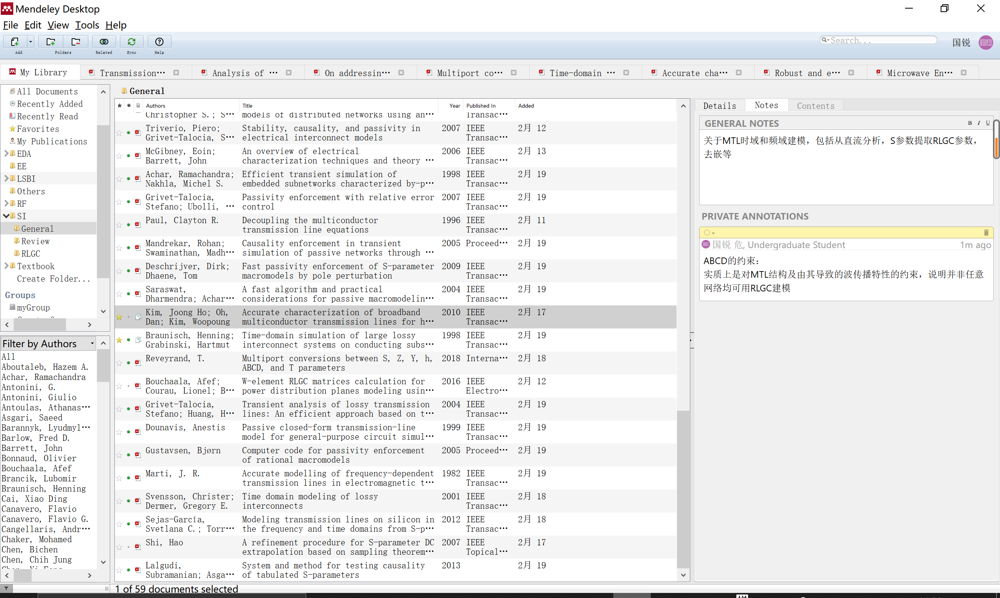 Mendeley Desktop
File Edit View Tools Help
Search...
国锐
Add Folders Related Sync Help
My Library Transmission··· Analysis of ··· On addressin··· Multiport co··· Time-domain ··· Accurate cha··· Robust and e··· Microwave En···
All Documents
Recently Added
Recently Read
Favorites
My Publications
EDA
EE
LSBI
Others
RF
SI
General
Review
RLGC
Textbook
Create Folder...
Groups
myGroup
Filter by Authors
All
Aboutaleb, Hazem A.
Achar, Ramachandra
Antonini, G.
Antonini, Giulio
Antoulas, Athanas···
Asgari, Saeed
Barannyk, Lyudmyl···
Barlow, Fred D.
Barrett, John
Bonnaud, Olivier
Bouchaala, Afef
Brancik, Lubomir
Braunisch, Henning
Cai, Xiao Ding
Canavero, Flavio
Canavero, Flavio G.
Cangellaris, Andr···
Chaker, Mohamed
Chen, Bichen
Chen, Chih Jung
General
Authors Title Year Published In Added
Christopher S.; S··· models of distributed networks using an··· Transac···
Triverio, Piero; Stability, causality, and passivity in 2007 IEEE 2月 12
Grivet-Talocia, S··· electrical interconnect models Transac···
McGibney, Eoin; An overview of electrical 2006 IEEE 2月 13
Barrett, John characterization techniques and theory ··· Transac···
Achar, Ramachandra; Efficient transient simulation of 1998 IEEE 2月 19
Nakhla, Michel S. embedded subnetworks characterized by-p··· Transac···
Grivet-Talocia, Passivity enforcement with relative error 2007 IEEE 2月 19
Stefano; Ubolli, ··· control Transac···
Paul, Clayton R. Decoupling the multiconductor 1996 IEEE 2月 11
transmission line equations Transac···
Mandrekar, Rohan; Causality enforcement in transient 2005 Proceed··· 2月 19
Swaminathan, Madh··· simulation of passive networks through ···
Deschrijver, Dirk; Fast passivity enforcement of S-parameter 2009 IEEE 2月 19
Dhaene, Tom macromodels by pole perturbation Transac···
Saraswat, A fast algorithm and practical 2004 IEEE 2月 19
Dharmendra; Achar··· considerations for passive macromodelin··· Transac···
Kim, Joong Ho; Oh, Accurate characterization of broadband 2010 IEEE 2月 17
Dan; Kim, Woopoung multiconductor transmission lines for h··· Transac···
Braunisch, Henning; Time-domain simulation of large lossy 1998 IEEE 2月 19
Grabinski, Hartmut interconnect systems on conducting subs··· Transac···
Reveyrand, T. Multiport conversions between S, Z, Y, h, 2018 Interna··· 2月 18
ABCD, and T parameters
Bouchaala, Afef; W-element RLGC matrices calculation for 2016 IEEE 2月 12
Courau, Lionel; B··· power distribution planes modeling usin··· Electro···
Grivet-Talocia, Transient analysis of lossy transmission 2004 IEEE 2月 19
Stefano; Huang, H··· lines: An efficient approach based on t··· Transac···
Dounavis, Anestis Passive closed-form transmission-line 1999 IEEE 2月 19
model for general-purpose circuit simul··· Transac···
Gustavsen, Bjørn Computer code for passivity enforcement 2005 Proceed··· 2月 19
of rational macromodels
Marti, J. R. Accurate modelling of frequency-dependent 1982 IEEE 2月 19
transmission lines in electromagnetic t··· Transac···
Svensson, Christer; Time domain modeling of lossy 2001 IEEE 2月 18
Dermer, Gregory E. interconnects Transac···
Sejas-García, Modeling transmission lines on silicon in 2012 IEEE 2月 18
Svetlana C.; Torr··· the frequency and time domains from S-p··· Transac···
Shi, Hao A refinement procedure for S-parameter DC 2007 IEEE 2月 17
extrapolation based on sampling theorem··· Topical···
Lalgudi, System and method for testing causality 2013 2月 19
Subramanian; Asga··· of tabulated S-parameters
1 of 59 documents selected
Details Notes Contents
GENERAL NOTES B I U
关于MTL时域和频域建模，包括从直流分析，S参数提取RLGC参数，
去嵌等
PRIVATE ANNOTATIONS
国锐 危, Undergraduate Student 1m ago
ABCD的约束：
实质上是对MTL结构及由其导致的波传播特性的约束，说明并非任意
网络均可用RLGC建模